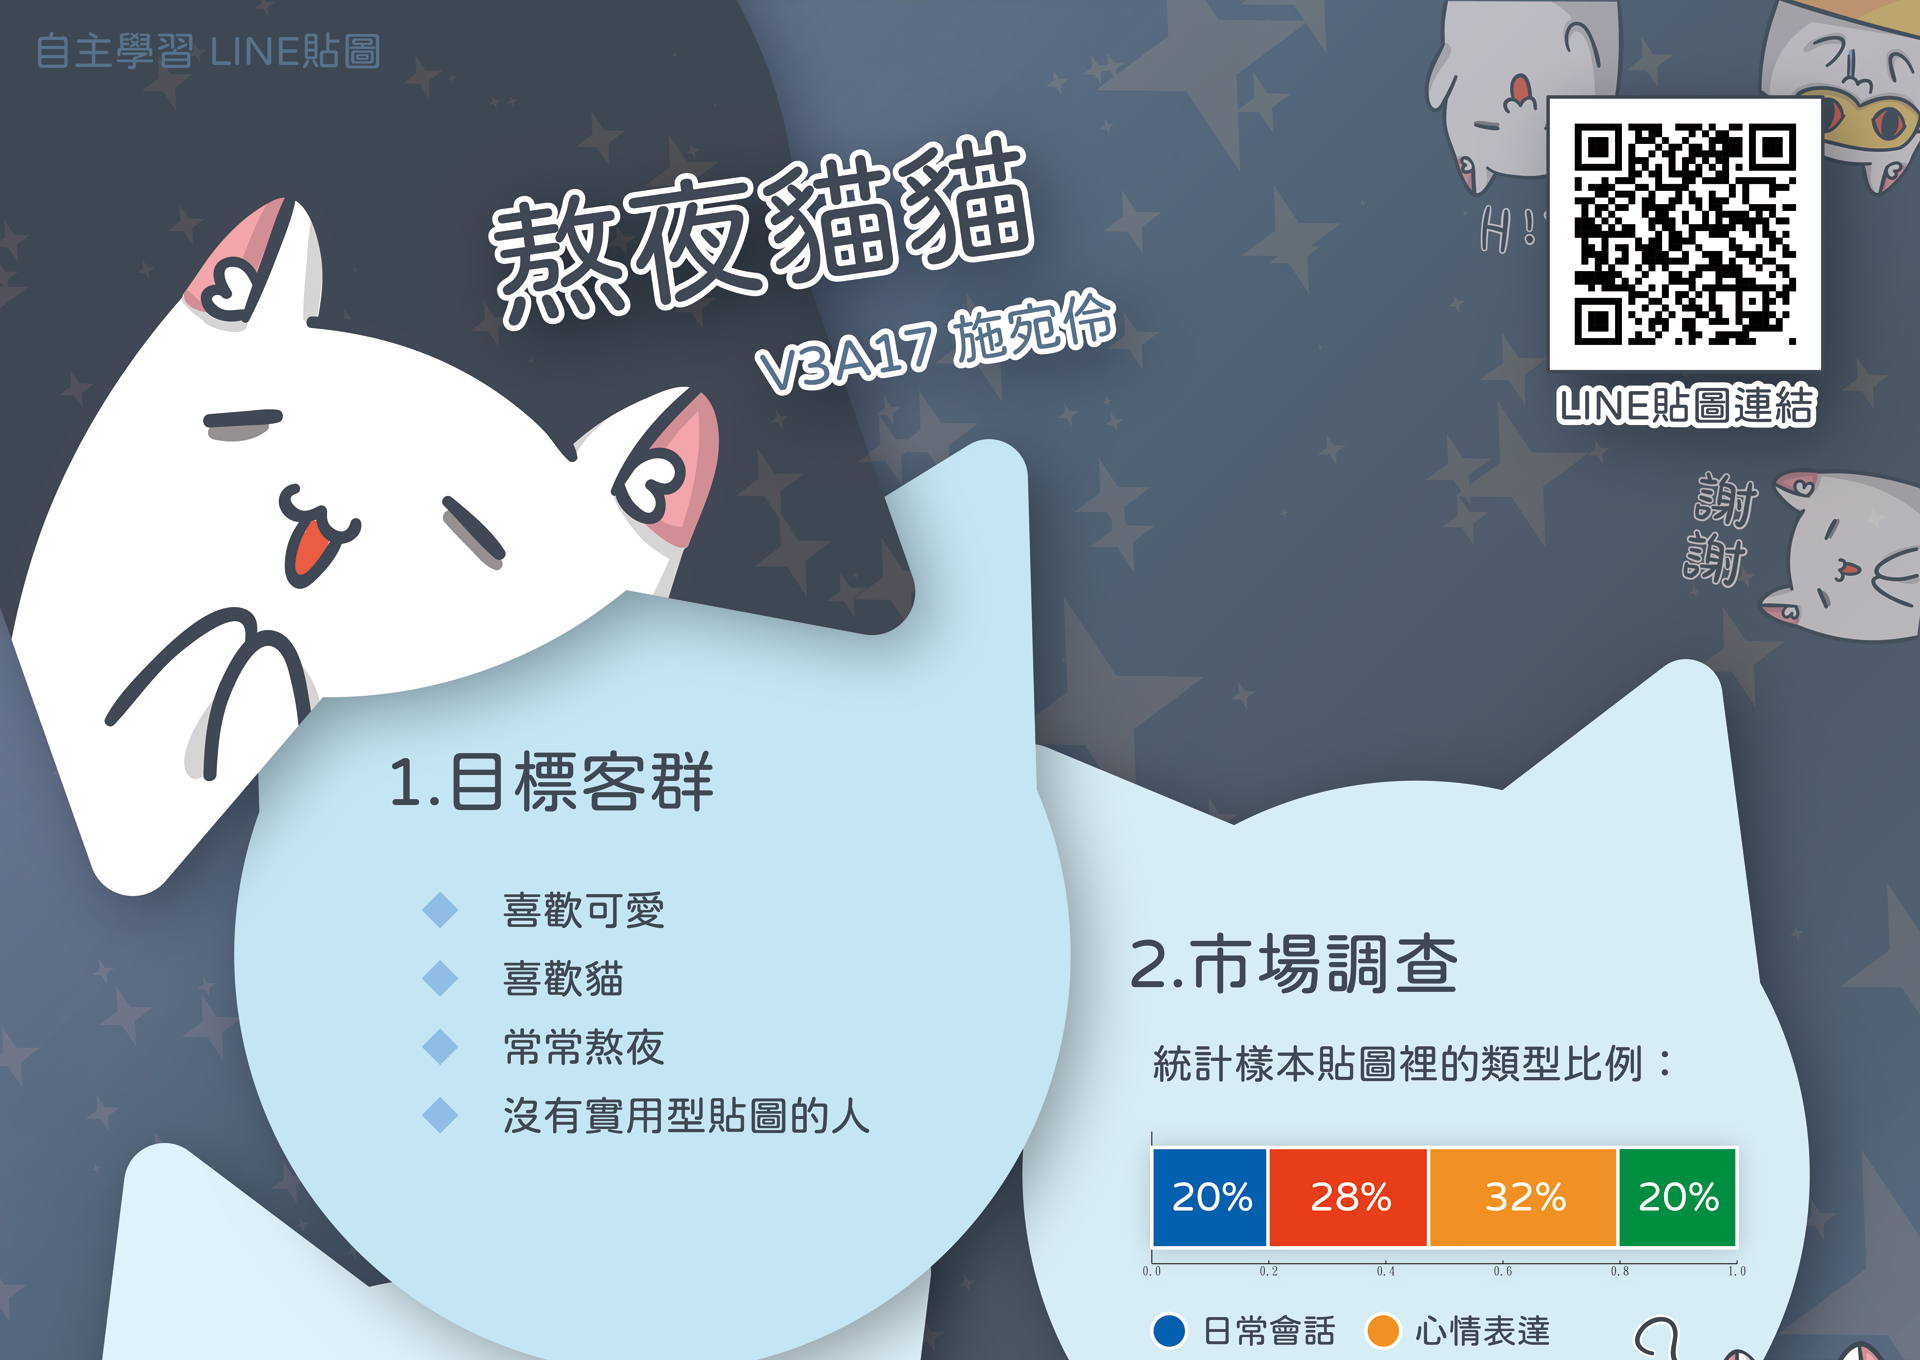 自主學習 LINE貼圖
熬夜貓貓
V3A17 施宛伶
H!
LINE貼圖連結
謝
謝
1.目標客群
喜歡可愛
喜歡貓
常常熬夜
沒有實用型貼圖的人
2.市場調查
統計樣本貼圖裡的類型比例：
20% 28% 32% 20%
0.0 0.2 0.4 0.6 0.8 1.0
日常會話 心情表達